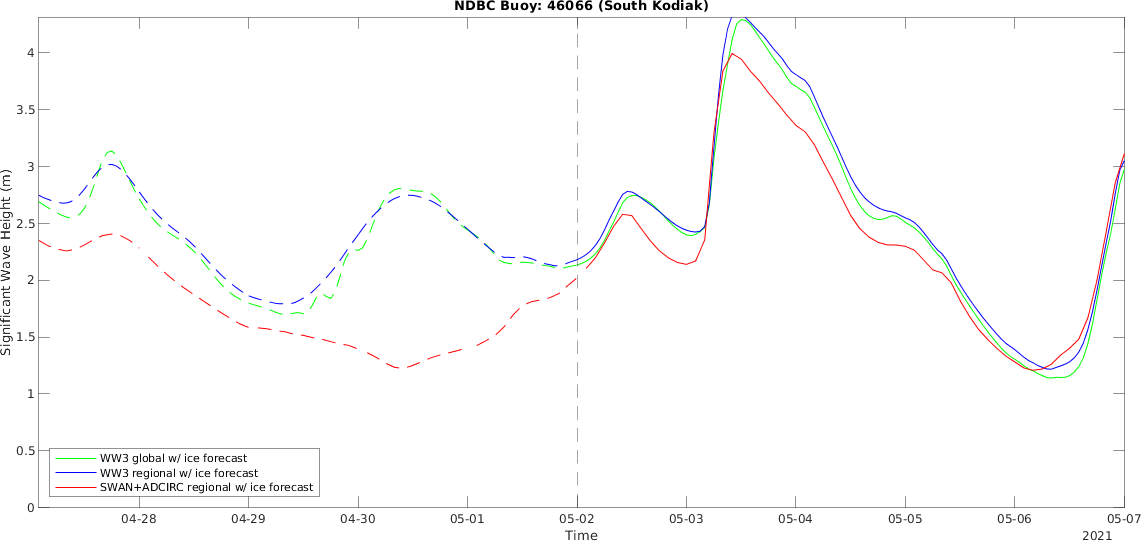 NDBC Buoy: 46066 (South Kodiak)
Significant Wave Height (m)
4
3.5
3
2.5
2
1.5
1
0.5
0
WW3 global w/ ice forecast
WW3 regional w/ ice forecast
SWAN+ADCIRC regional w/ ice forecast
04-28 04-29 04-30 05-01 05-02 05-03 05-04 05-05 05-06 05-07
Time
2021